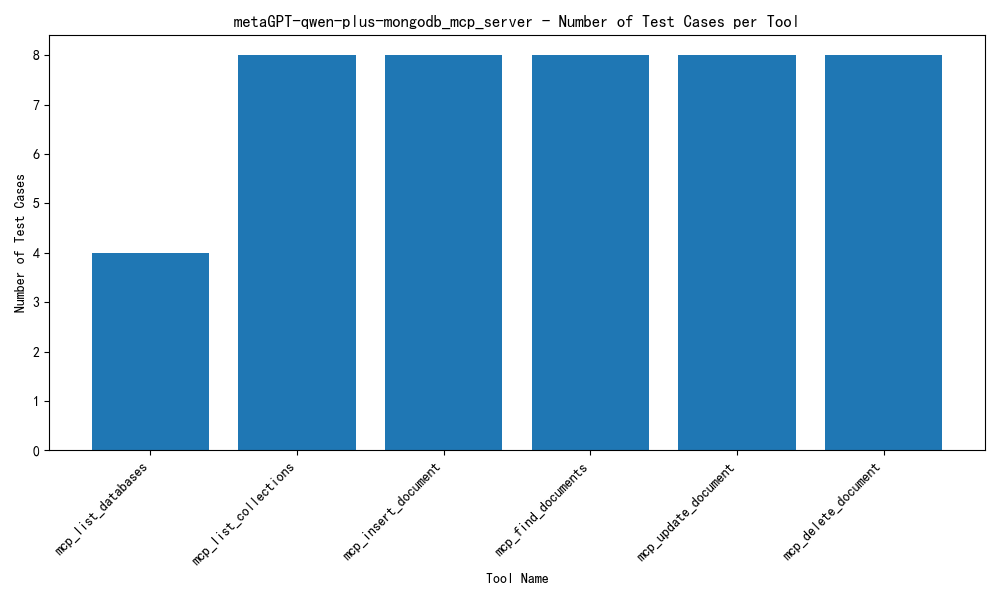 metaGPT-qwen-plus-mongodb_mcp_server - Number of Test Cases per Tool
Number of Test Cases
8
7
6
5
4
3
2
1
0
mcp_list_databases
mcp_list_collections
mcp_insert_document
mcp_find_documents
mcp_update_document
mcp_delete_document
Tool Name